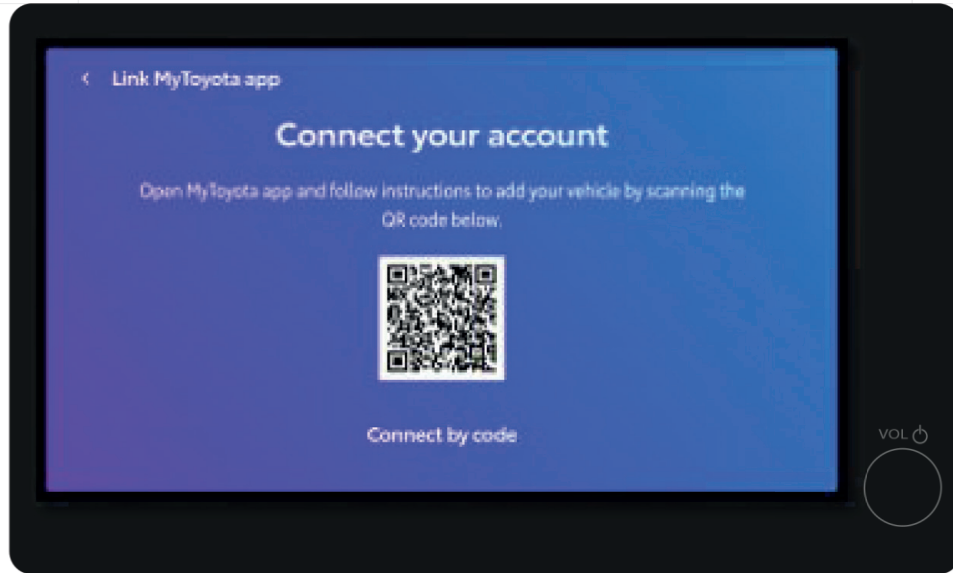 Link MyToyota app
Connect your account
Open MyToyota app and follow instructions to add your vehicle by scanning the
QR code below.
Connect by code
VOL